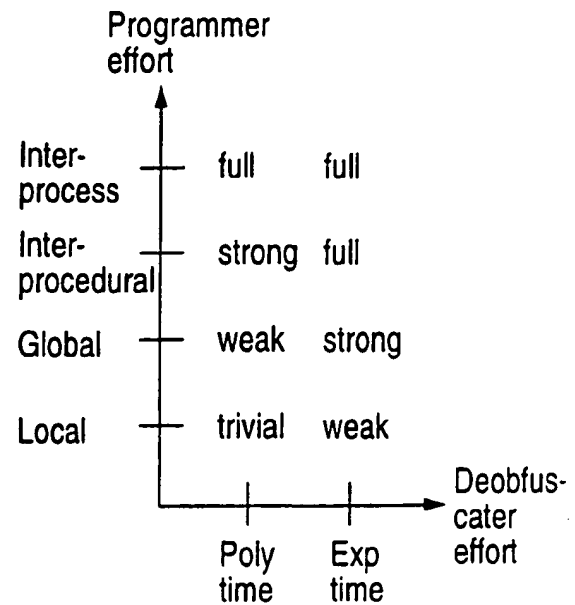 Programmer
effort
Inter-
process
full full
Inter-
procedural
strong full
Global weak strong
Local trivial weak
Deobfus-
cater
effort
Poly
time
Exp
time